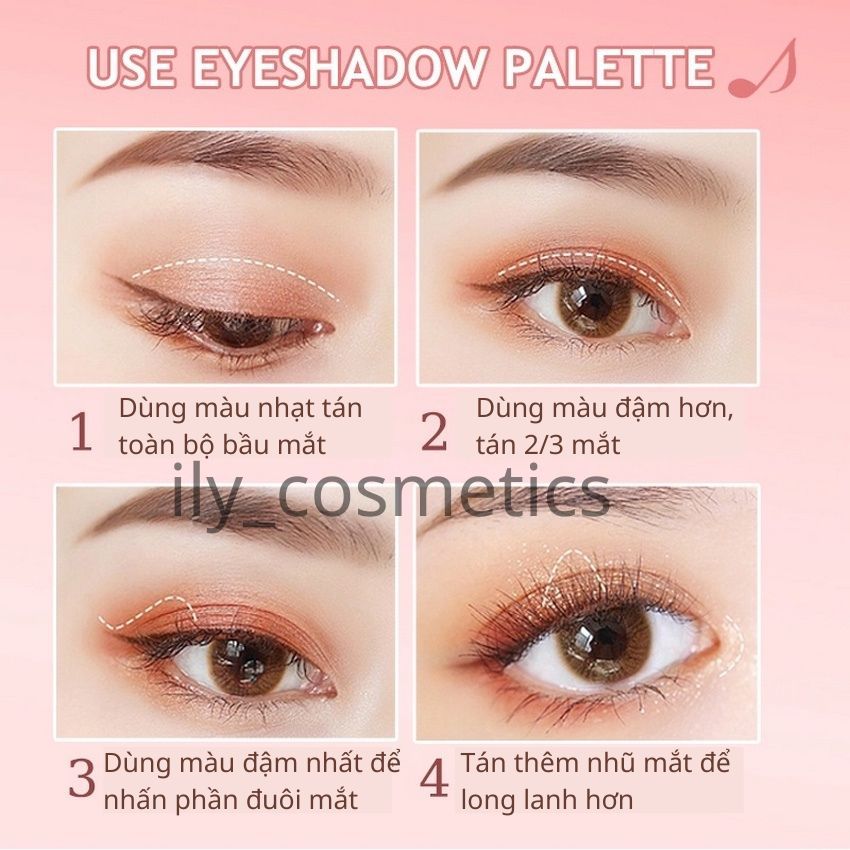 USE EYESHADOW PALETTE
1 Dùng màu nhạt tán
toàn bộ bầu mắt
2 Dùng màu đậm hơn,
tán 2/3 mắt
ily_cosmetics
3 Dùng màu đậm nhất để
nhấn phần đuôi mắt
4 Tán thêm nhũ mắt để
long lanh hơn